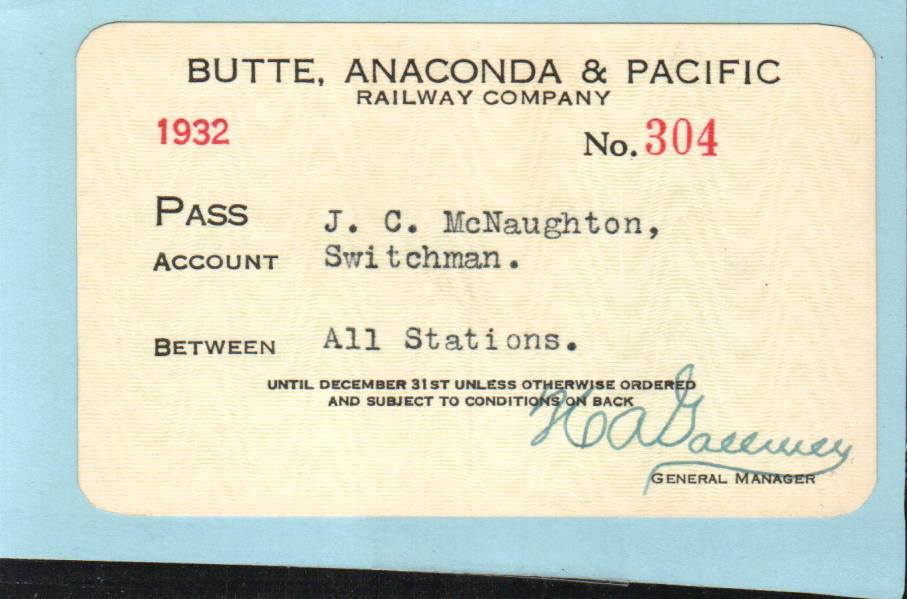 BUTTE, ANACONDA & PACIFIC
RAILWAY COMPANY
1932 No. 304
PASS J. C. McNaughton,
ACCOUNT Switchman.
BETWEEN All Stations.
UNTIL DECEMBER 31ST UNLESS OTHERWISE ORDERED
AND SUBJECT TO CONDITIONS ON BACK
H A Gallwey
GENERAL MANAGER